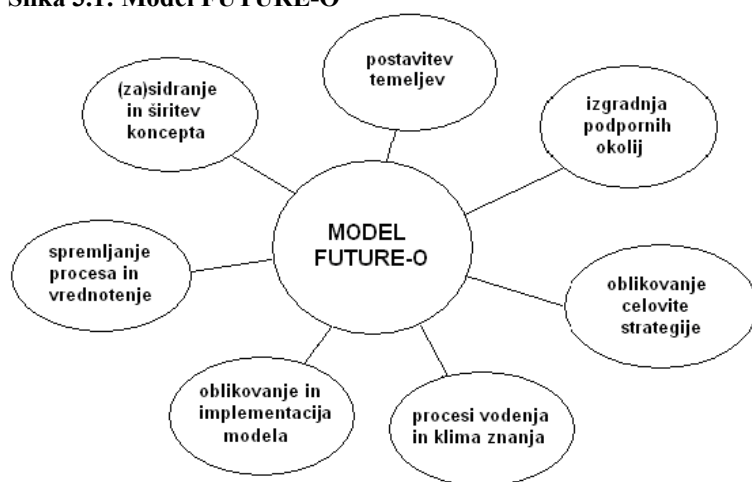 Slika 5.1: Model FUTURE-O
postavitev
temeljev
(za)sidranje
in širitev
koncepta
izgradnja
podpornih
okolij
MODEL
FUTURE-O
spremljanje
procesa in
vrednotenje
oblikovanje
celovite
strategije
oblikovanje in
implementacija
modela
procesi vodenja
in klima znanja